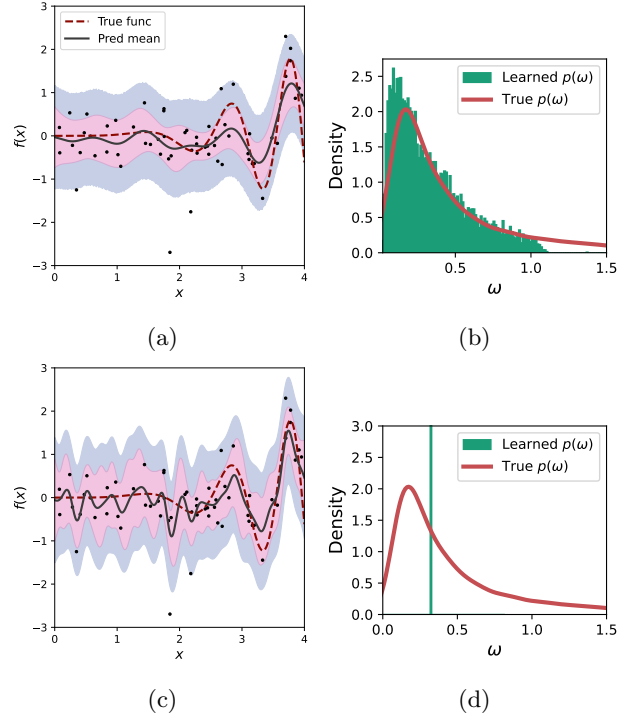 3
2
1
0
−1
−2
−3
f(x)
0
1
2
3
4
x
True func
Pred mean
(a)
2.5
2.0
1.5
1.0
0.5
0.0
Density
0.5
1.0
1.5
ω
Learned p(ω)
True p(ω)
(b)
3
2
1
0
−1
−2
−3
f(x)
0
1
2
3
4
x
(c)
3.0
2.5
2.0
1.5
1.0
0.5
0.0
Density
0.0
0.5
1.0
1.5
ω
Learned p(ω)
True p(ω)
(d)